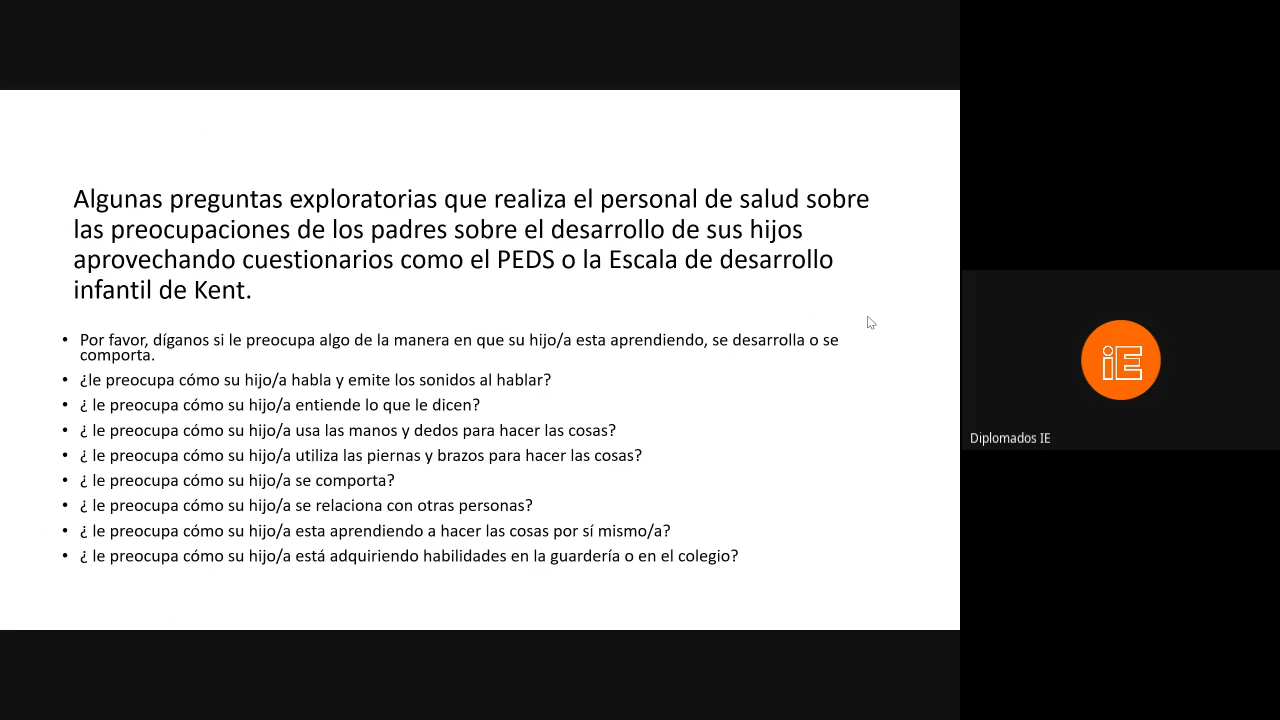 Algunas preguntas exploratorias que realiza el personal de salud sobre
las preocupaciones de los padres sobre el desarrollo de sus hijos
aprovechando cuestionarios como el PEDS o la Escala de desarrollo
infantil de Kent.
• Por favor, díganos si le preocupa algo de la manera en que su hijo/a esta aprendiendo, se desarrolla o se
comporta.
• ¿le preocupa cómo su hijo/a habla y emite los sonidos al hablar?
• ¿ le preocupa cómo su hijo/a entiende lo que le dicen?
• ¿ le preocupa cómo su hijo/a usa las manos y dedos para hacer las cosas?
• ¿ le preocupa cómo su hijo/a utiliza las piernas y brazos para hacer las cosas?
• ¿ le preocupa cómo su hijo/a se comporta?
• ¿ le preocupa cómo su hijo/a se relaciona con otras personas?
• ¿ le preocupa cómo su hijo/a esta aprendiendo a hacer las cosas por sí mismo/a?
• ¿ le preocupa cómo su hijo/a está adquiriendo habilidades en la guardería o en el colegio?
iE
Diplomados IE